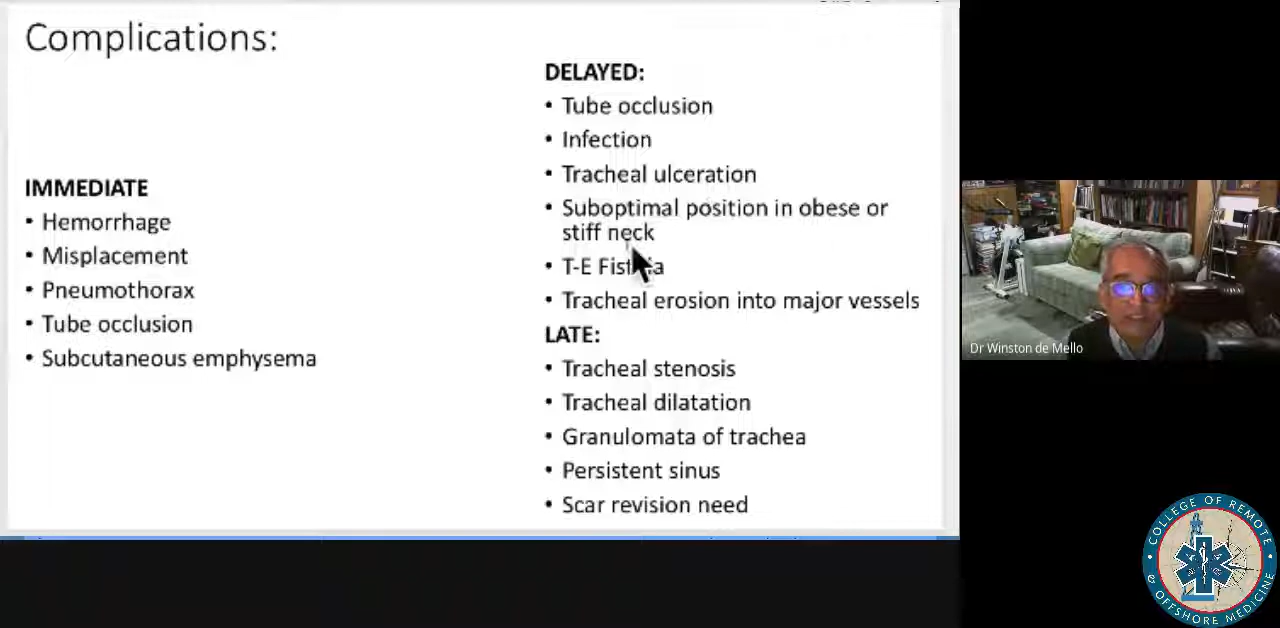 Complications:
IMMEDIATE
• Hemorrhage
• Misplacement
• Pneumothorax
• Tube occlusion
• Subcutaneous emphysema
DELAYED:
• Tube occlusion
• Infection
• Tracheal ulceration
• Suboptimal position in obese or
stiff neck
• T-E
• Tracheal erosion into major vessels
LATE:
• Tracheal stenosis
• Tracheal dilatation
• Granulomata of trachea
• Persistent sinus
• Scar revision need
Dr Winston de Mello
COLLEGE OF REMOTE
& OFFSHORE MEDICINE